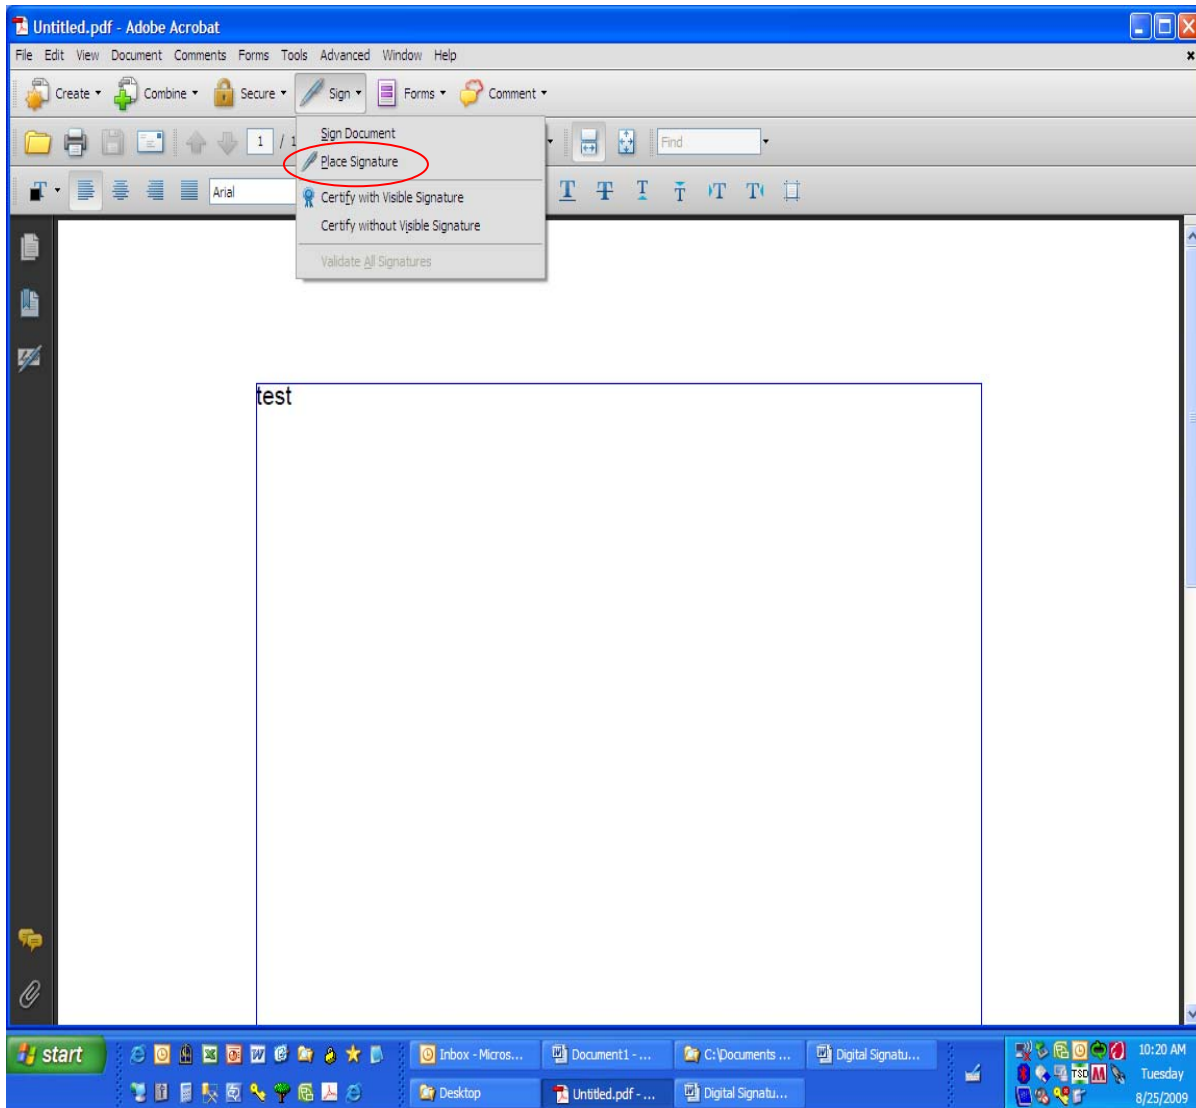 Untitled.pdf - Adobe Acrobat
File Edit View Document Comments Forms Tools Advanced Window Help
Create Combine Secure Sign Forms Comment
1 / 1 Find
Sign Document
Place Signature
Arial
Certify with Visible Signature
Certify without Visible Signature
Validate All Signatures
test
start Inbox - Micros... Document1 - ... C:\Documents ... Digital Signatu... 10:20 AM
TSD Tuesday
Desktop Untitled.pdf - ... Digital Signatu... 8/25/2009